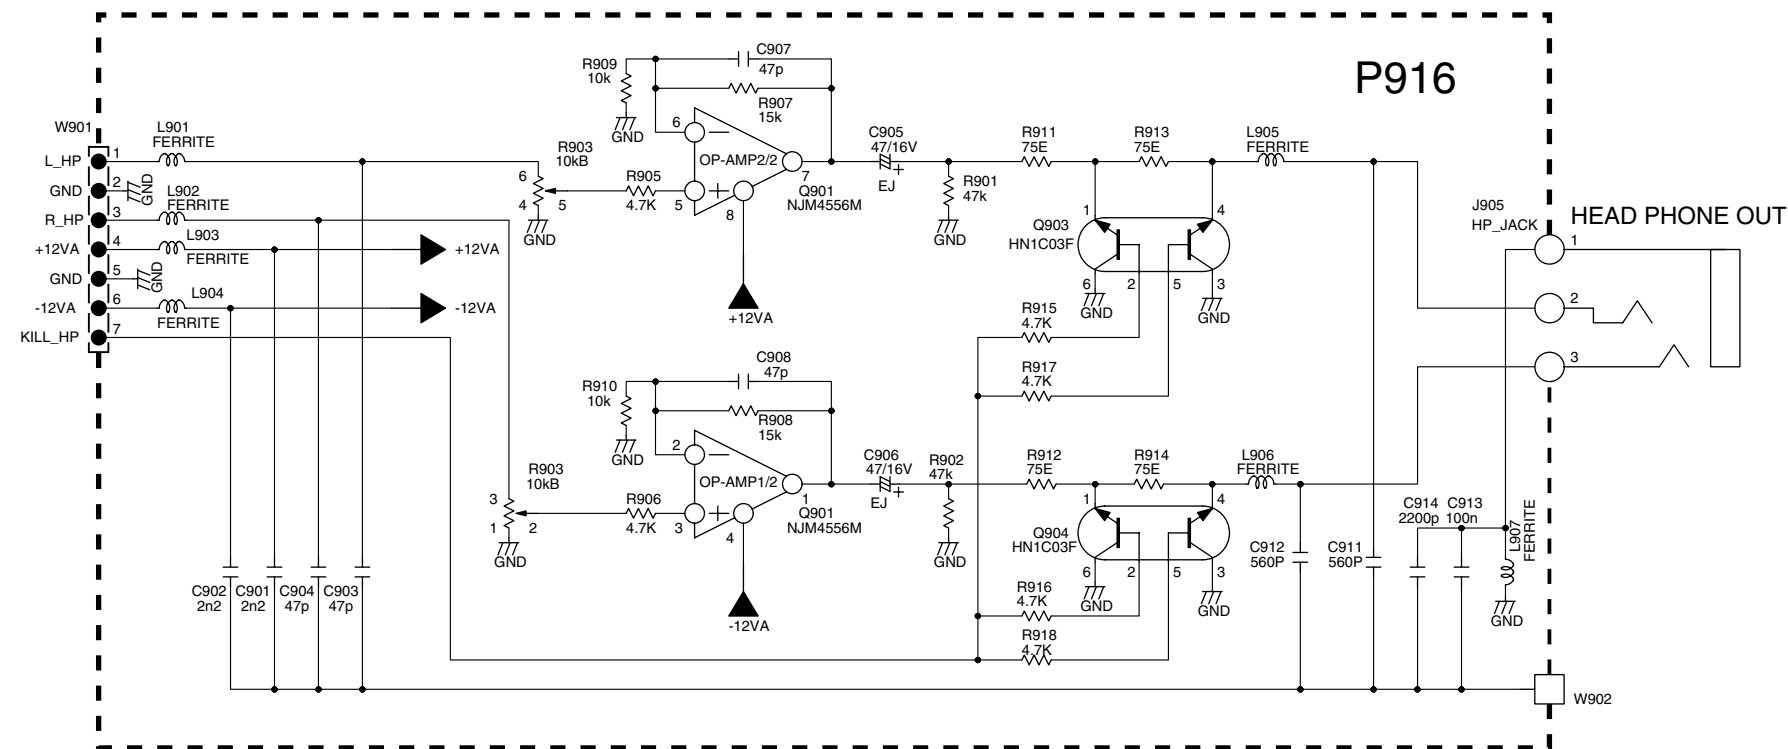 P916
HEAD PHONE OUT
W901
L_HP
1
GND
2
GND
R_HP
3
+12VA
4
GND
5
GND
-12VA
6
KILL_HP
7
L901
FERRITE
L902
FERRITE
L903
FERRITE
L904
FERRITE
+12VA
-12VA
C902
2n2
C901
2n2
C904
47p
C903
47p
R903
10kB
6
4
5
GND
R905
4.7K
R909
10k
GND
C907
47p
R907
15k
6
OP-AMP2/2
5
8
7
Q901
NJM4556M
+12VA
C905
47/16V
+
EJ
R901
47k
GND
R911
75E
R913
75E
L905
FERRITE
Q903
HN1C03F
1
4
6
2
5
3
GND
GND
R915
4.7K
R917
4.7K
R903
10kB
3
1
2
GND
R906
4.7K
R910
10k
GND
C908
47p
R908
15k
2
OP-AMP1/2
3
4
1
Q901
NJM4556M
-12VA
C906
47/16V
+
EJ
R902
47k
GND
R912
75E
R914
75E
L906
FERRITE
Q904
HN1C03F
1
4
6
2
5
3
GND
GND
R916
4.7K
R918
4.7K
C912
560P
C911
560P
C914
2200p
C913
100n
L907
FERRITE
GND
J905
HP_JACK
1
2
3
W902